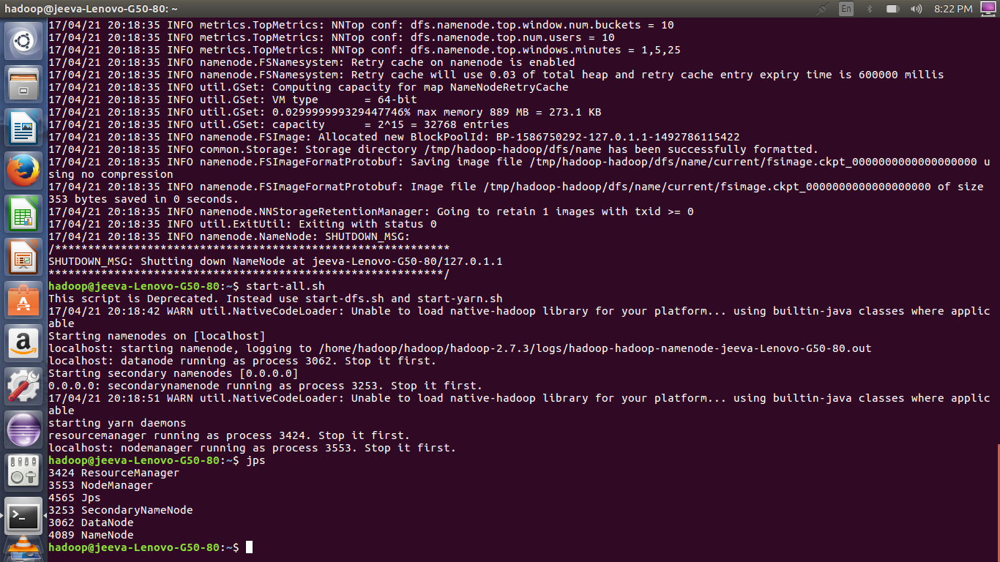 hadoop@jeeva-Lenovo-G50-80: ~
En
8:22 PM
17/04/21 20:18:35 INFO metrics.TopMetrics: NNTop conf: dfs.namenode.top.window.num.buckets = 10
17/04/21 20:18:35 INFO metrics.TopMetrics: NNTop conf: dfs.namenode.top.num.users = 10
17/04/21 20:18:35 INFO metrics.TopMetrics: NNTop conf: dfs.namenode.top.windows.minutes = 1,5,25
17/04/21 20:18:35 INFO namenode.FSNamesystem: Retry cache on namenode is enabled
17/04/21 20:18:35 INFO namenode.FSNamesystem: Retry cache will use 0.03 of total heap and retry cache entry expiry time is 600000 millis
17/04/21 20:18:35 INFO util.GSet: Computing capacity for map NameNodeRetryCache
17/04/21 20:18:35 INFO util.GSet: VM type       = 64-bit
17/04/21 20:18:35 INFO util.GSet: 0.029999999329447746% max memory 889 MB = 273.1 KB
17/04/21 20:18:35 INFO util.GSet: capacity      = 2^15 = 32768 entries
17/04/21 20:18:35 INFO namenode.FSImage: Allocated new BlockPoolId: BP-1586750292-127.0.1.1-1492786115422
17/04/21 20:18:35 INFO common.Storage: Storage directory /tmp/hadoop-hadoop/dfs/name has been successfully formatted.
17/04/21 20:18:35 INFO namenode.FSImageFormatProtobuf: Saving image file /tmp/hadoop-hadoop/dfs/name/current/fsimage.ckpt_0000000000000000000 u
sing no compression
17/04/21 20:18:35 INFO namenode.FSImageFormatProtobuf: Image file /tmp/hadoop-hadoop/dfs/name/current/fsimage.ckpt_0000000000000000000 of size
353 bytes saved in 0 seconds.
17/04/21 20:18:35 INFO namenode.NNStorageRetentionManager: Going to retain 1 images with txid >= 0
17/04/21 20:18:35 INFO util.ExitUtil: Exiting with status 0
17/04/21 20:18:35 INFO namenode.NameNode: SHUTDOWN_MSG:
/************************************************************
SHUTDOWN_MSG: Shutting down NameNode at jeeva-Lenovo-G50-80/127.0.1.1
************************************************************/
hadoop@jeeva-Lenovo-G50-80:~$ start-all.sh
This script is Deprecated. Instead use start-dfs.sh and start-yarn.sh
17/04/21 20:18:42 WARN util.NativeCodeLoader: Unable to load native-hadoop library for your platform... using builtin-java classes where applic
able
Starting namenodes on [localhost]
localhost: starting namenode, logging to /home/hadoop/hadoop/hadoop-2.7.3/logs/hadoop-hadoop-namenode-jeeva-Lenovo-G50-80.out
localhost: datanode running as process 3062. Stop it first.
Starting secondary namenodes [0.0.0.0]
0.0.0.0: secondarynamenode running as process 3253. Stop it first.
17/04/21 20:18:51 WARN util.NativeCodeLoader: Unable to load native-hadoop library for your platform... using builtin-java classes where applic
able
starting yarn daemons
resourcemanager running as process 3424. Stop it first.
localhost: nodemanager running as process 3553. Stop it first.
hadoop@jeeva-Lenovo-G50-80:~$ jps
3424 ResourceManager
3553 NodeManager
4565 Jps
3253 SecondaryNameNode
3062 DataNode
4089 NameNode
hadoop@jeeva-Lenovo-G50-80:~$